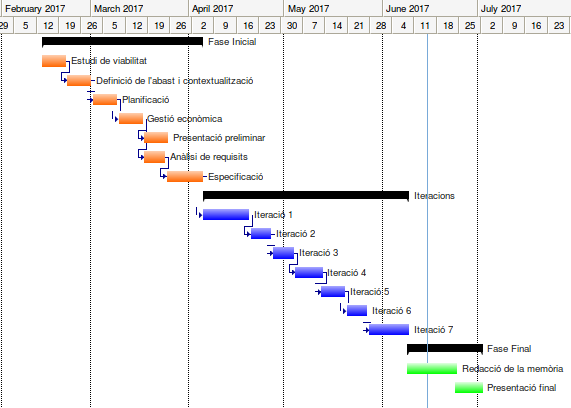 February 2017 March 2017 April 2017 May 2017 June 2017 July 2017
29 5 12 19 26 5 12 19 26 2 9 16 23 30 7 14 21 28 4 11 18 25 2 9 16 23
Fase Inicial
Estudi de viabilitat
Definició de l'abast i contextualització
Planificació
Gestió econòmica
Presentació preliminar
Anàlisi de requisits
Especificació
Iteracions
Iteració 1
Iteració 2
Iteració 3
Iteració 4
Iteració 5
Iteració 6
Iteració 7
Fase Final
Redacció de la memòria
Presentació final